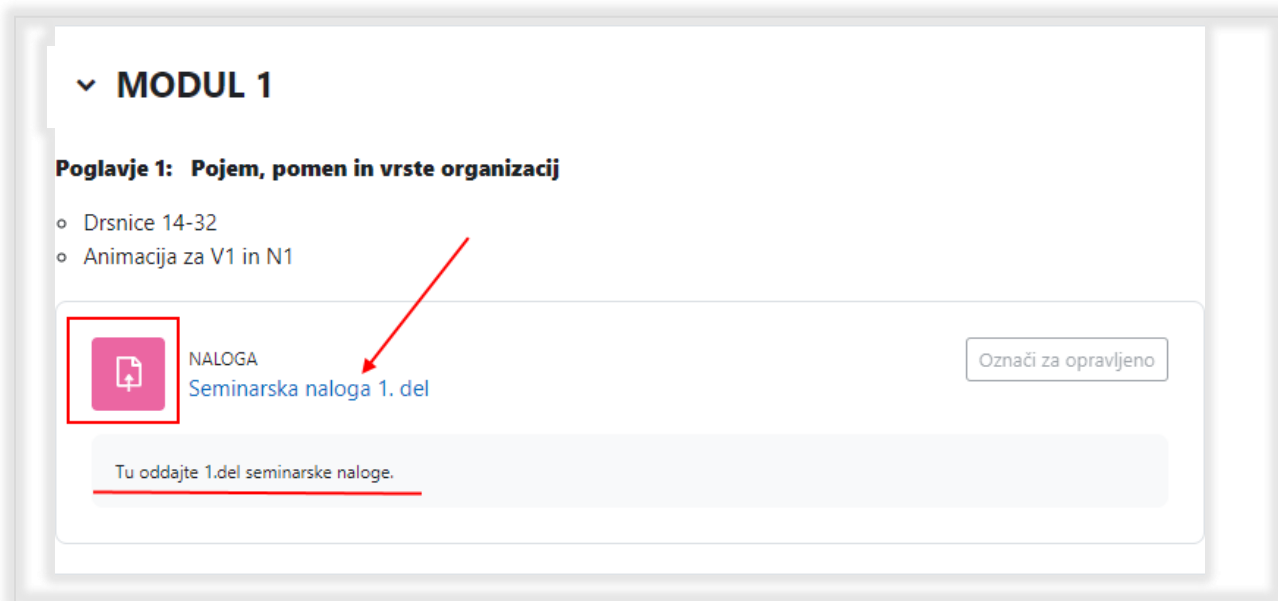 MODUL 1
Poglavje 1: Pojem, pomen in vrste organizacij
Drsnice 14-32
Animacija za V1 in N1
NALOGA
Označi za opravljeno
Seminarska naloga 1. del
Tu oddajte 1.del seminarske naloge.